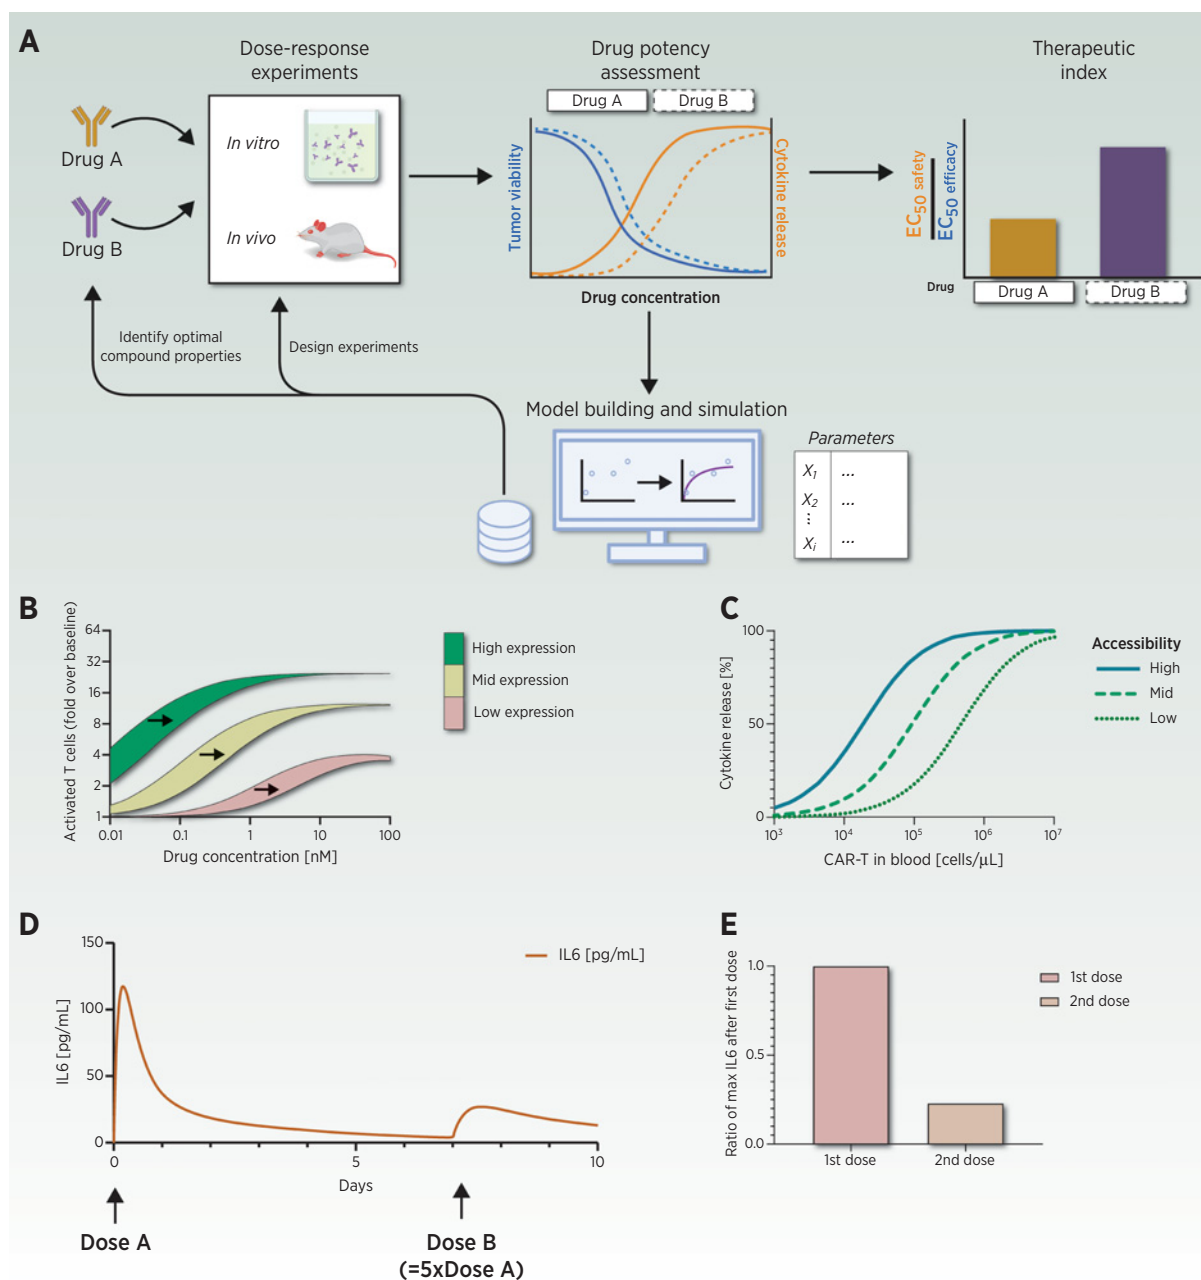 A
Dose-response
experiments
Drug A
Drug B
In vitro
In vivo
Drug potency
assessment
Drug A
Drug B
Tumor viability
Cytokine release
Drug concentration
Therapeutic
index
EC50 safety
EC50 efficacy
Drug
Drug A
Drug B
Identify optimal
compound properties
Design experiments
Model building and simulation
Parameters
X1 ...
X2 ...
⋮
Xi ...
B
Activated T cells (fold over baseline)
64
32
16
8
4
2
1
0.01 0.1 1 10 100
Drug concentration [nM]
High expression
Mid expression
Low expression
C
Cytokine release [%]
100
50
0
10³ 10⁴ 10⁵ 10⁶ 10⁷
CAR-T in blood [cells/μL]
Accessibility
High
Mid
Low
D
IL6 [pg/mL]
150
100
50
0
0 5 10
Days
IL6 [pg/mL]
Dose A
Dose B
(=5xDose A)
E
Ratio of max IL6 after first dose
1.0
0.5
0.0
1st dose 2nd dose
1st dose
2nd dose